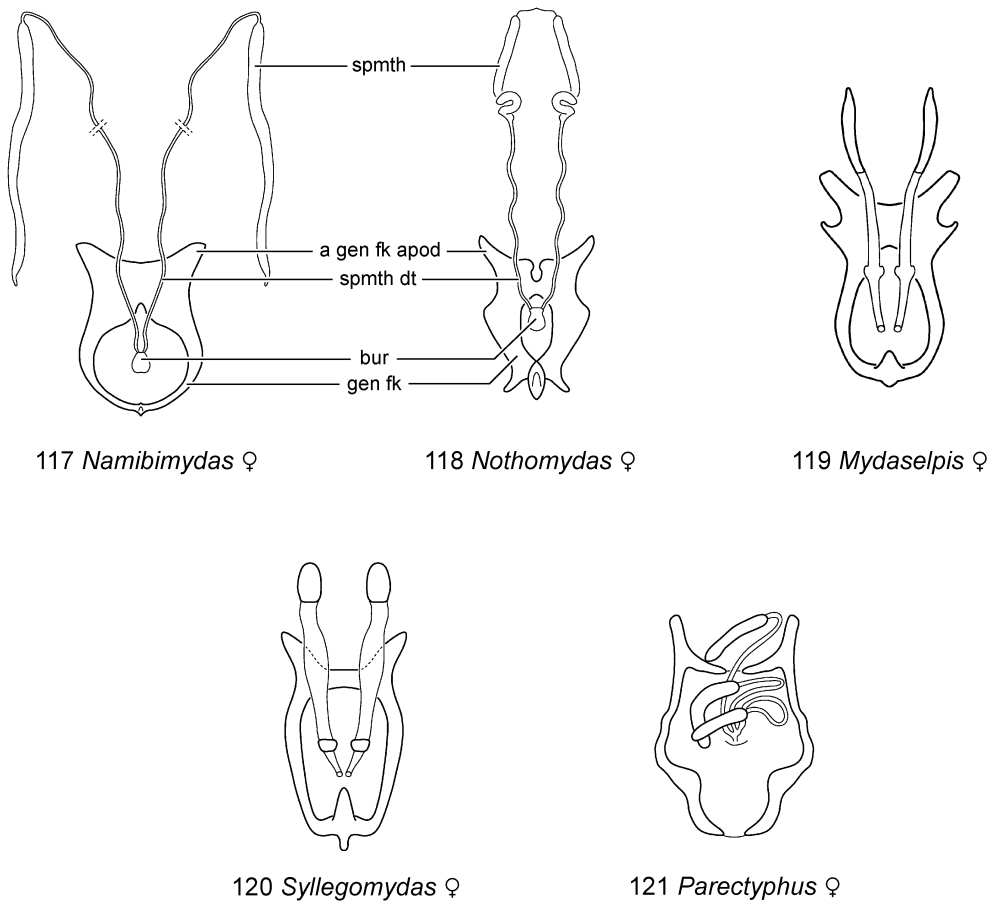 spmth
a gen fk apod
spmth dt
bur
gen fk
117 Namibimydas ♀
118 Nothomydas ♀
119 Mydaselpis ♀
120 Syllegomydas ♀
121 Parectyphus ♀